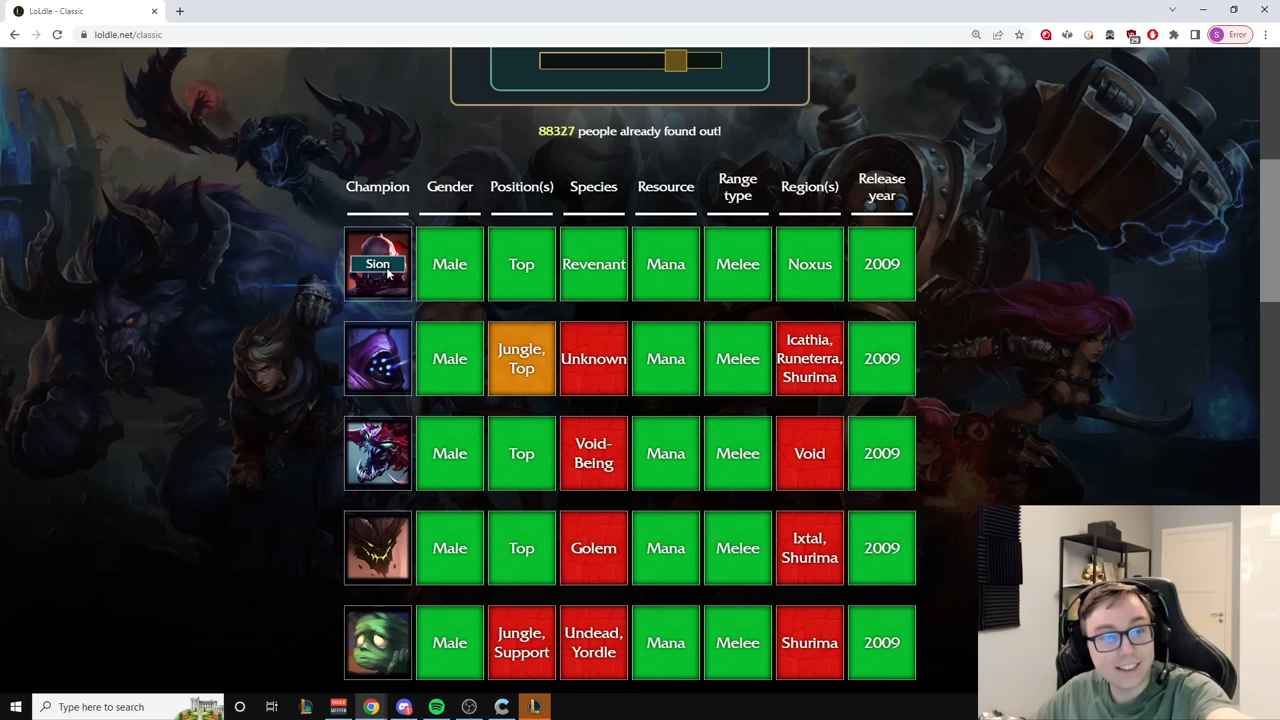 LoLdle - Classic
loldle.net/classic
24
S
Error
88327 people already found out!
Champion
Gender
Position(s)
Species
Resource
Range
type
Region(s)
Release
year
Sion
Male
Top
Revenant
Mana
Melee
Noxus
2009
Male
Jungle,
Top
Unknown
Mana
Melee
Icathia,
Runeterra,
Shurima
2009
Male
Top
Void-
Being
Mana
Melee
Void
2009
Male
Top
Golem
Mana
Melee
Ixtal,
Shurima
2009
Male
Jungle,
Support
Undead,
Yordle
Mana
Melee
Shurima
2009
Type here to search